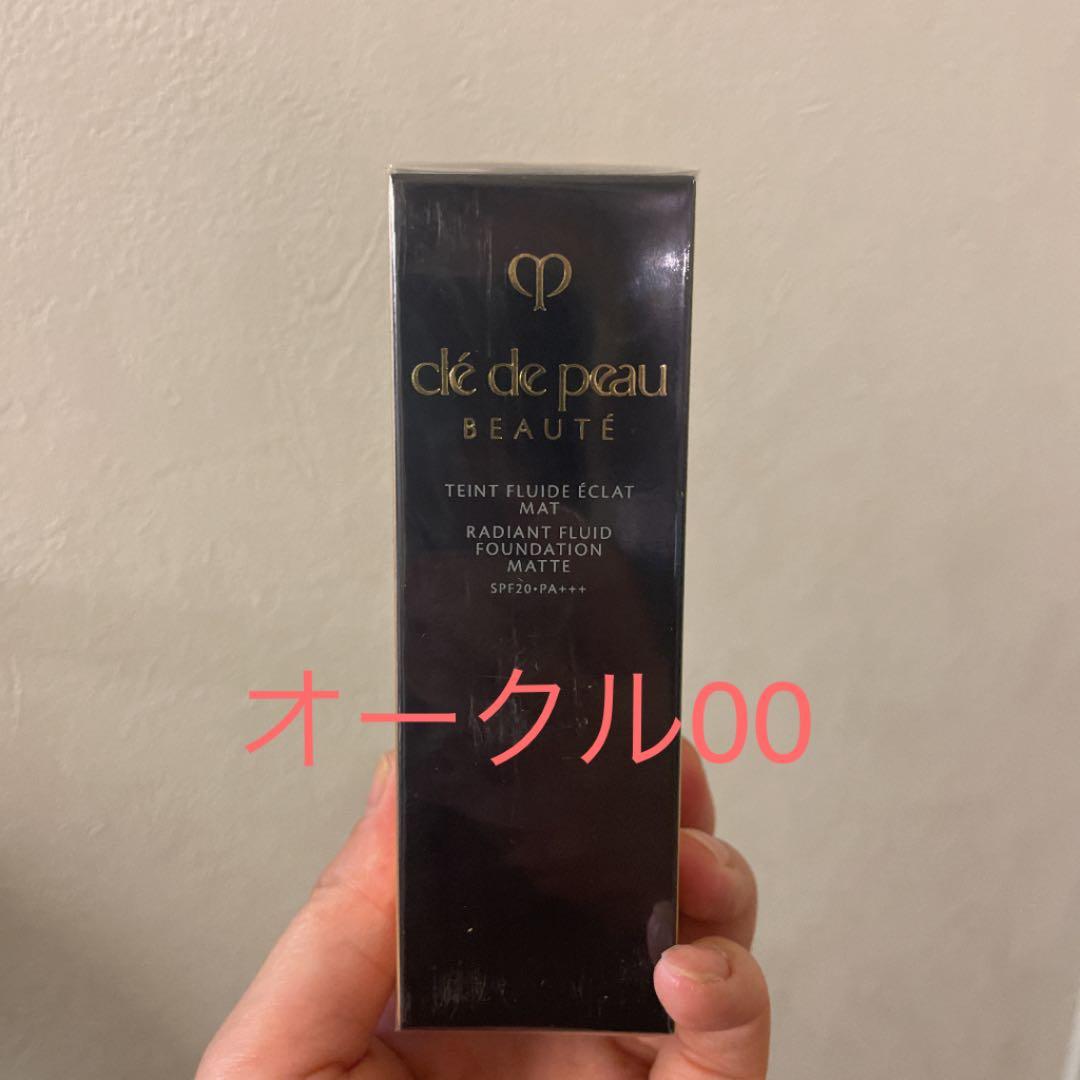 clé de peau
BEAUTÉ
TEINT FLUIDE ÉCLAT
MAT
RADIANT FLUID
FOUNDATION
MATTE
SPF20•PA+++
オークル00